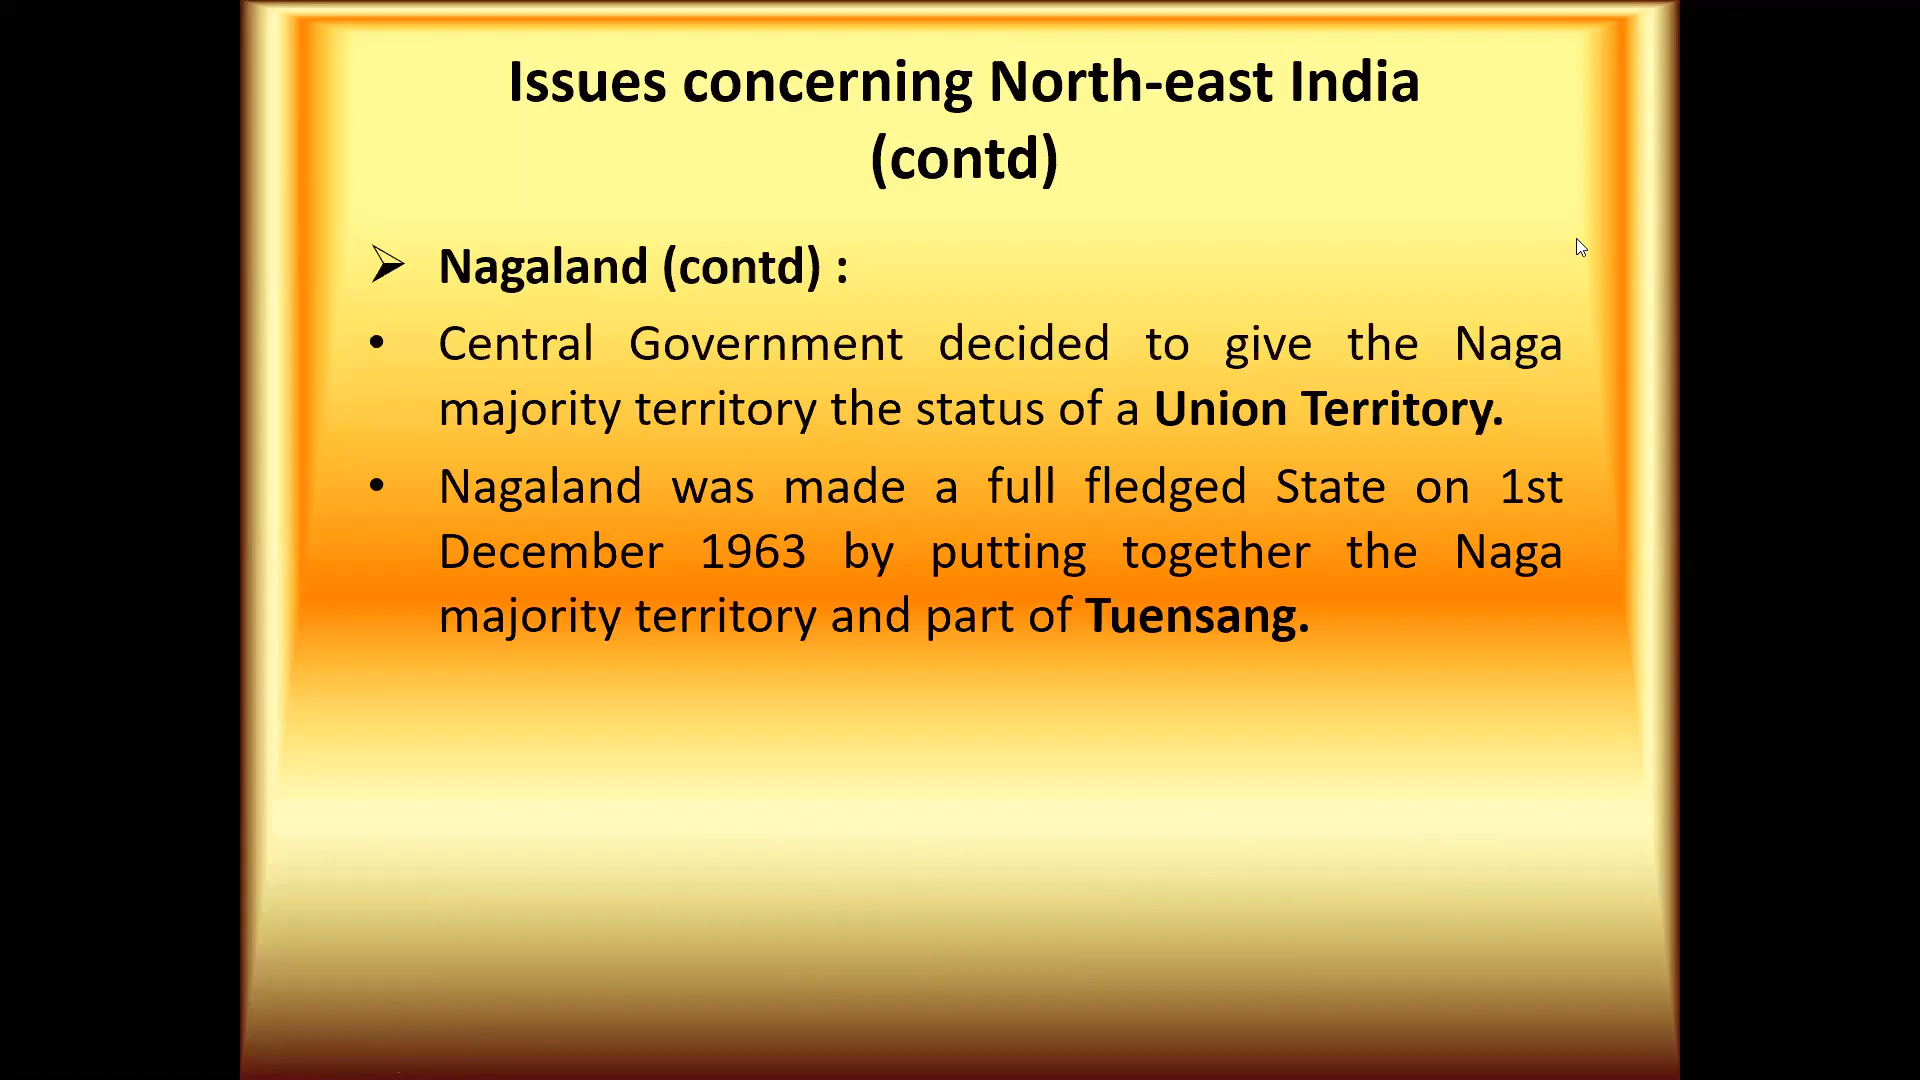 Issues concerning North-east India
(contd)
➢ Nagaland (contd) :
• Central Government decided to give the Naga
majority territory the status of a Union Territory.
• Nagaland was made a full fledged State on 1st
December 1963 by putting together the Naga
majority territory and part of Tuensang.